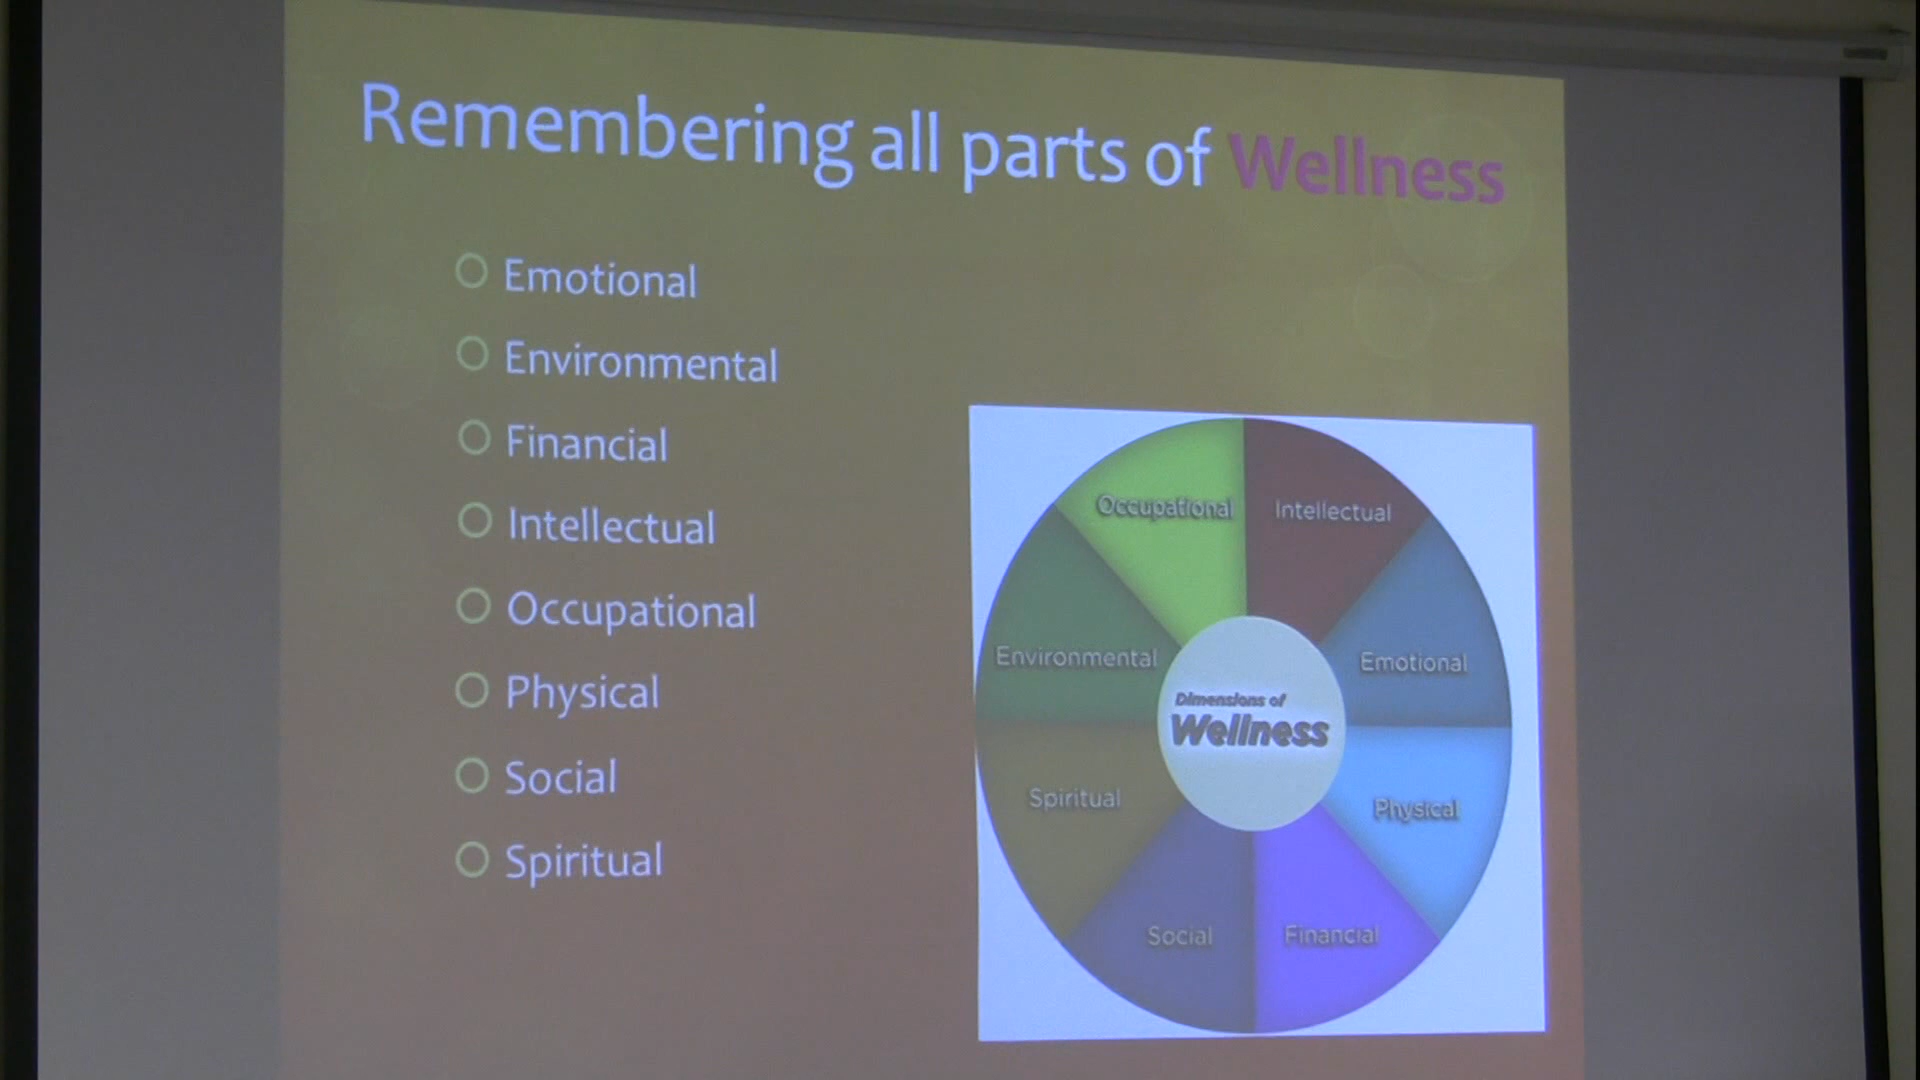 Remembering all parts of Wellness
Emotional
Environmental
Financial
Intellectual
Occupational
Physical
Social
Spiritual
Occupational
Intellectual
Environmental
Emotional
Dimensions of
Wellness
Spiritual
Physical
Social
Financial